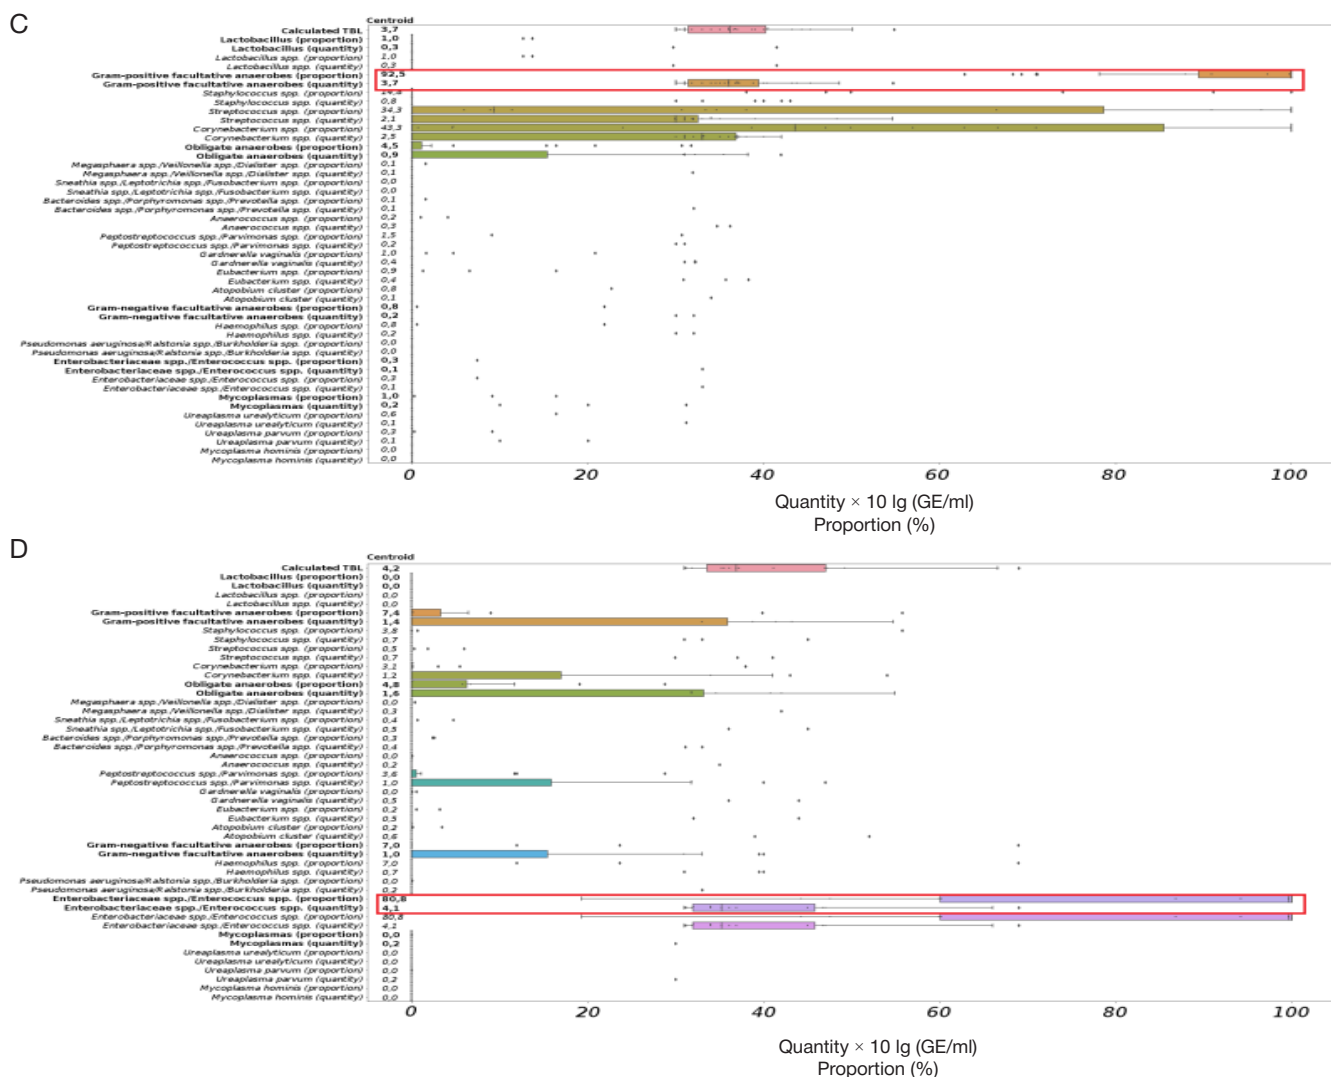 C
Centroid
Calculated TBL 3,7
Lactobacillus (proportion) 1,0
Lactobacillus (quantity) 0,3
Lactobacillus spp. (proportion) 1,0
Lactobacillus spp. (quantity) 0,3
Gram-positive facultative anaerobes (proportion) 92,5
Gram-positive facultative anaerobes (quantity) 3,7
Staphylococcus spp. (proportion)
Staphylococcus spp. (quantity) 0,8
Streptococcus spp. (proportion) 34,3
Streptococcus spp. (quantity) 2,1
Corynebacterium spp. (proportion) 43,3
Corynebacterium spp. (quantity) 2,5
Obligate anaerobes (proportion) 4,5
Obligate anaerobes (quantity) 0,9
Megasphaera spp./Veillonella spp./Dialister spp. (proportion) 0,1
Megasphaera spp./Veillonella spp./Dialister spp. (quantity) 0,1
Sneathia spp./Leptotrichia spp./Fusobacterium spp. (proportion) 0,0
Sneathia spp./Leptotrichia spp./Fusobacterium spp. (quantity) 0,0
Bacteroides spp./Porphyromonas spp./Prevotella spp. (proportion) 0,1
Bacteroides spp./Porphyromonas spp./Prevotella spp. (quantity) 0,1
Anaerococcus spp. (proportion) 0,2
Anaerococcus spp. (quantity) 0,3
Peptostreptococcus spp./Parvimonas spp. (proportion) 1,5
Peptostreptococcus spp./Parvimonas spp. (quantity) 0,2
Gardnerella vaginalis (proportion) 1,0
Gardnerella vaginalis (quantity) 0,4
Eubacterium spp. (proportion) 0,9
Eubacterium spp. (quantity) 0,4
Atopobium cluster (proportion) 0,8
Atopobium cluster (quantity) 0,1
Gram-negative facultative anaerobes (proportion) 0,8
Gram-negative facultative anaerobes (quantity) 0,2
Haemophilus spp. (proportion) 0,8
Haemophilus spp. (quantity) 0,2
Pseudomonas aeruginosa/Ralstonia spp./Burkholderia spp. (proportion) 0,0
Pseudomonas aeruginosa/Ralstonia spp./Burkholderia spp. (quantity) 0,0
Enterobacteriaceae spp./Enterococcus spp. (proportion) 0,3
Enterobacteriaceae spp./Enterococcus spp. (quantity) 0,1
Enterobacteriaceae spp./Enterococcus spp. (proportion) 0,3
Enterobacteriaceae spp./Enterococcus spp. (quantity) 0,1
Mycoplasmas (proportion) 1,0
Mycoplasmas (quantity) 0,2
Ureaplasma urealyticum (proportion) 0,6
Ureaplasma urealyticum (quantity) 0,1
Ureaplasma parvum (proportion) 0,3
Ureaplasma parvum (quantity) 0,1
Mycoplasma hominis (proportion) 0,0
Mycoplasma hominis (quantity) 0,0
0 20 40 60 80 100
Quantity × 10 lg (GE/ml)
Proportion (%)
D
Centroid
Calculated TBL 4,2
Lactobacillus (proportion) 0,0
Lactobacillus (quantity) 0,0
Lactobacillus spp. (proportion) 0,0
Lactobacillus spp. (quantity) 0,0
Gram-positive facultative anaerobes (proportion) 7,4
Gram-positive facultative anaerobes (quantity) 1,4
Staphylococcus spp. (proportion) 3,8
Staphylococcus spp. (quantity) 0,7
Streptococcus spp. (proportion) 0,5
Streptococcus spp. (quantity) 0,7
Corynebacterium spp. (proportion) 3,1
Corynebacterium spp. (quantity) 1,2
Obligate anaerobes (proportion) 4,8
Obligate anaerobes (quantity) 1,6
Megasphaera spp./Veillonella spp./Dialister spp. (proportion) 0,0
Megasphaera spp./Veillonella spp./Dialister spp. (quantity) 0,3
Sneathia spp./Leptotrichia spp./Fusobacterium spp. (proportion) 0,4
Sneathia spp./Leptotrichia spp./Fusobacterium spp. (quantity) 0,5
Bacteroides spp./Porphyromonas spp./Prevotella spp. (proportion) 0,3
Bacteroides spp./Porphyromonas spp./Prevotella spp. (quantity) 0,4
Anaerococcus spp. (proportion) 0,0
Anaerococcus spp. (quantity) 0,2
Peptostreptococcus spp./Parvimonas spp. (proportion) 3,6
Peptostreptococcus spp./Parvimonas spp. (quantity) 1,0
Gardnerella vaginalis (proportion) 0,0
Gardnerella vaginalis (quantity) 0,5
Eubacterium spp. (proportion) 0,2
Eubacterium spp. (quantity) 0,5
Atopobium cluster (proportion) 0,2
Atopobium cluster (quantity) 0,6
Gram-negative facultative anaerobes (proportion) 7,0
Gram-negative facultative anaerobes (quantity) 1,0
Haemophilus spp. (proportion) 7,0
Haemophilus spp. (quantity) 0,7
Pseudomonas aeruginosa/Ralstonia spp./Burkholderia spp. (proportion) 0,0
Pseudomonas aeruginosa/Ralstonia spp./Burkholderia spp. (quantity) 0,2
Enterobacteriaceae spp./Enterococcus spp. (proportion) 80,8
Enterobacteriaceae spp./Enterococcus spp. (quantity) 4,1
Enterobacteriaceae spp./Enterococcus spp. (proportion) 80,8
Enterobacteriaceae spp./Enterococcus spp. (quantity) 4,1
Mycoplasmas (proportion) 0,0
Mycoplasmas (quantity) 0,2
Ureaplasma urealyticum (proportion) 0,0
Ureaplasma urealyticum (quantity) 0,0
Ureaplasma parvum (proportion) 0,0
Ureaplasma parvum (quantity) 0,2
Mycoplasma hominis (proportion) 0,0
Mycoplasma hominis (quantity) 0,0
0 20 40 60 80 100
Quantity × 10 lg (GE/ml)
Proportion (%)